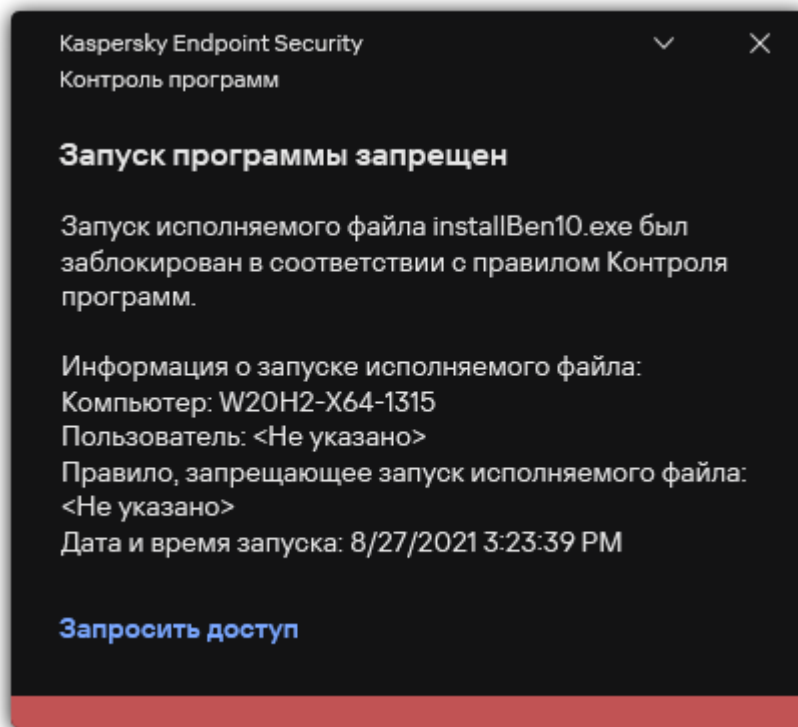 Kaspersky Endpoint Security
Контроль программ
Запуск программы запрещен
Запуск исполняемого файла installBen10.exe был
заблокирован в соответствии с правилом Контроля
программ.
Информация о запуске исполняемого файла:
Компьютер: W20H2-X64-1315
Пользователь: <Не указано>
Правило, запрещающее запуск исполняемого файла:
<Не указано>
Дата и время запуска: 8/27/2021 3:23:39 PM
Запросить доступ